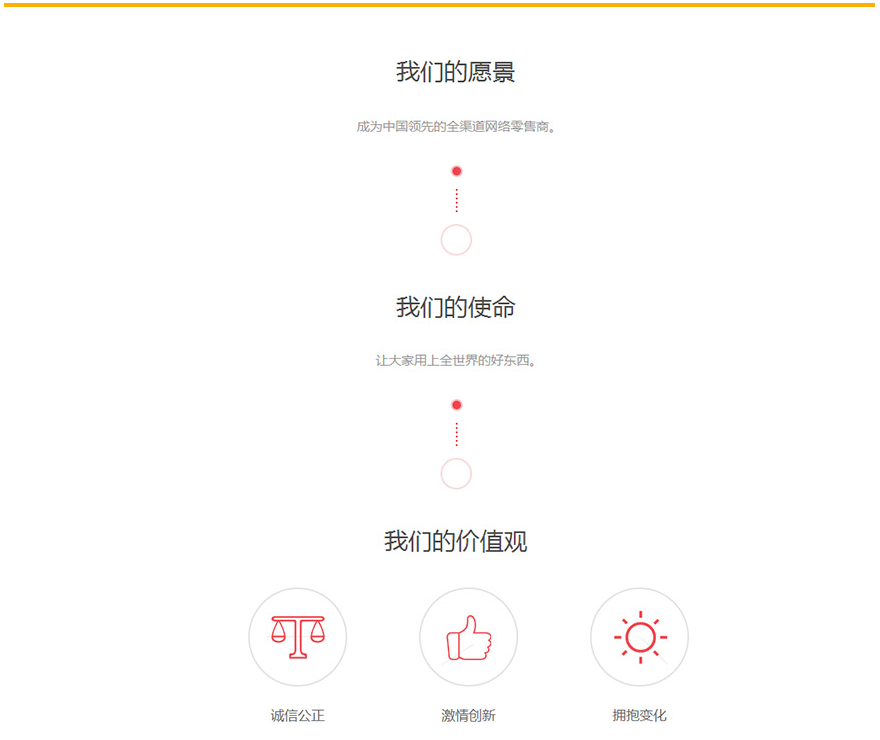 我们的愿景
成为中国领先的全渠道网络零售商。
我们的使命
让大家用上全世界的好东西。
我们的价值观
诚信公正 激情创新 拥抱变化